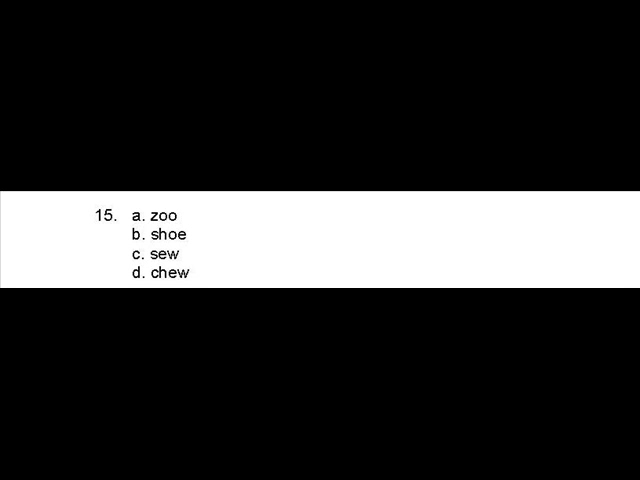 15. a. zoo
b. shoe
c. sew
d. chew